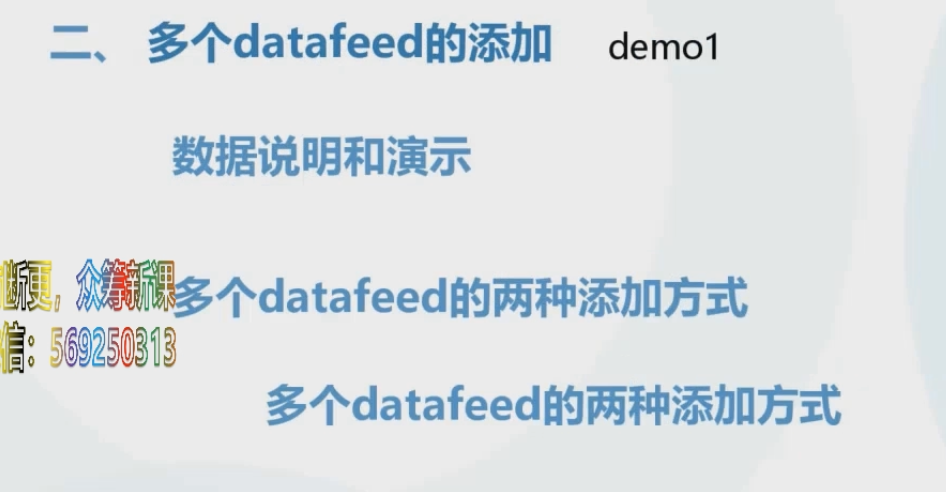 二、 多个datafeed的添加 demo1
数据说明和演示
断更，众筹新课
多个datafeed的两种添加方式
信：569250313
多个datafeed的两种添加方式